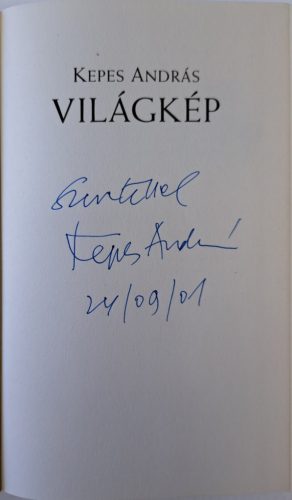 KEPES ANDRÁS
VILÁGKÉP
Szeretettel
Kepes András
24/09/01